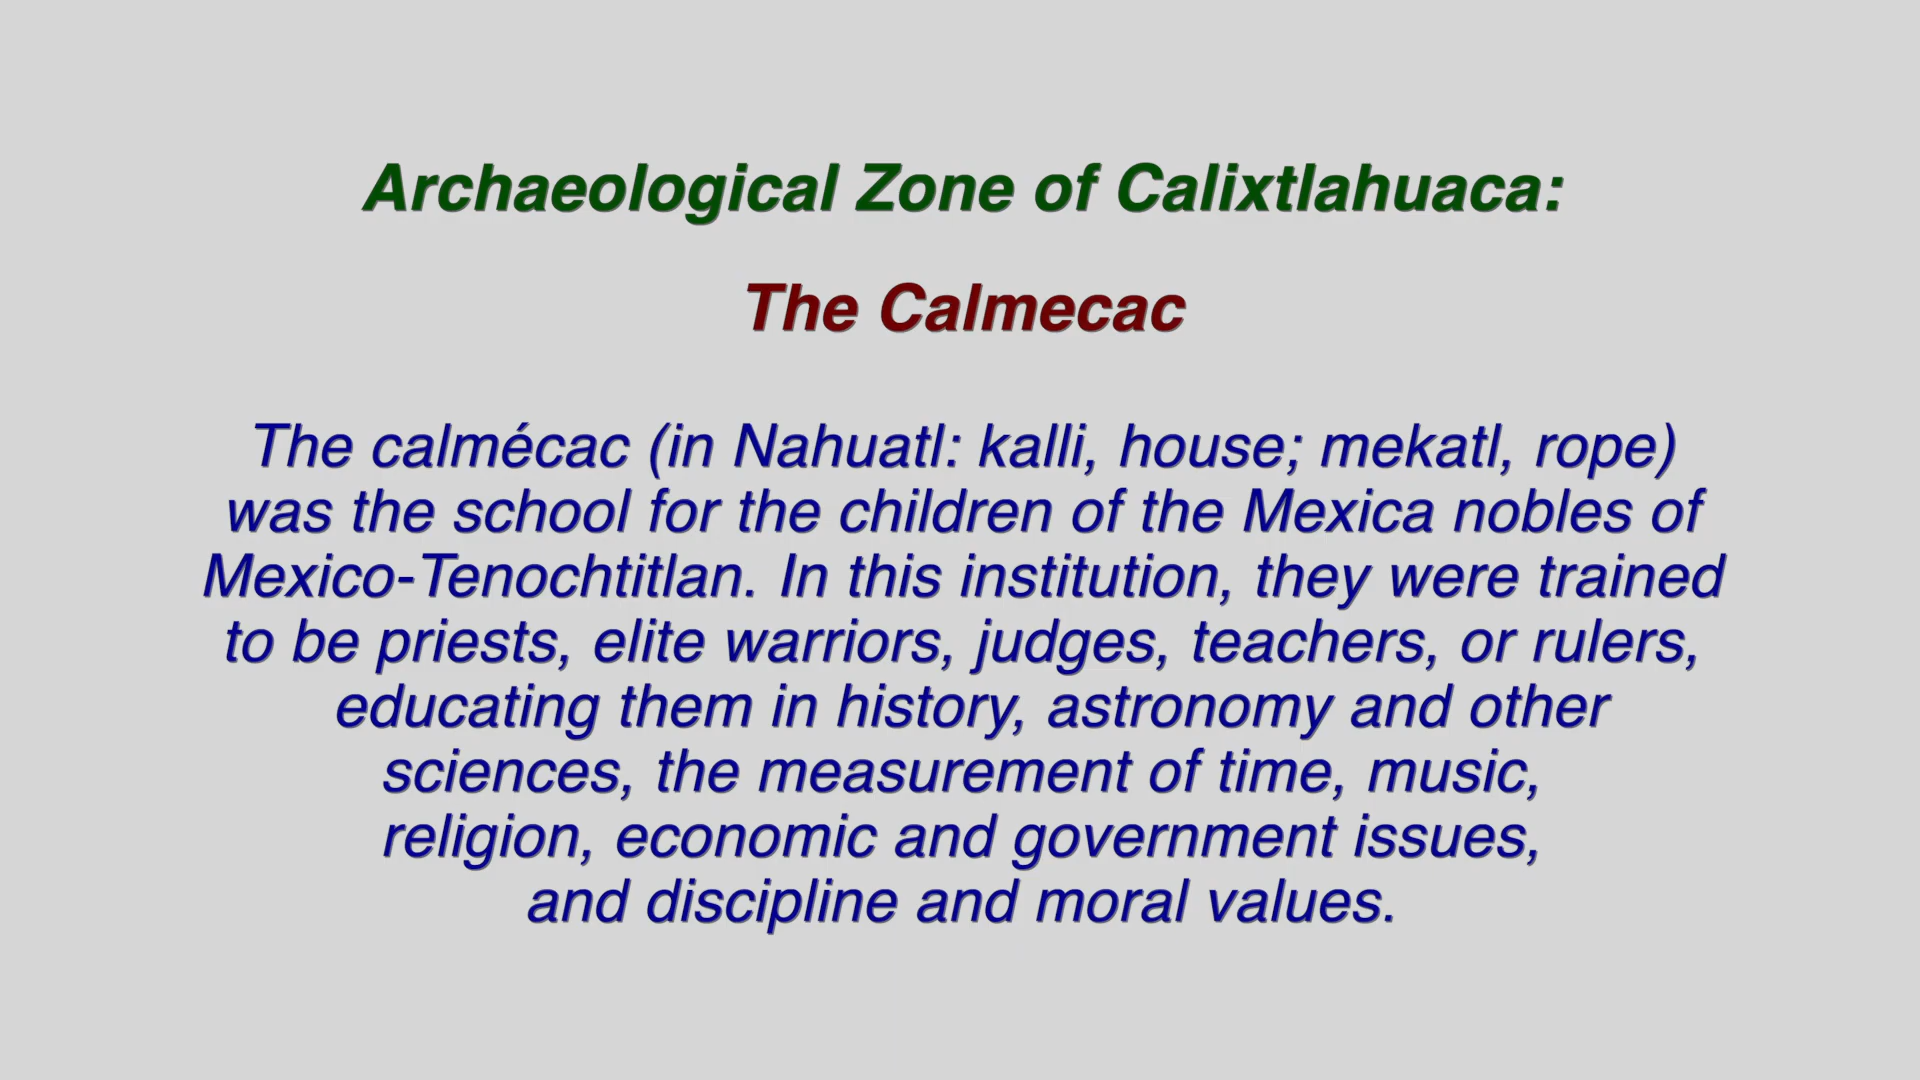 Archaeological Zone of Calixtlahuaca:
The Calmecac
The calmécac (in Nahuatl: kalli, house; mekatl, rope)
was the school for the children of the Mexica nobles of
Mexico-Tenochtitlan. In this institution, they were trained
to be priests, elite warriors, judges, teachers, or rulers,
educating them in history, astronomy and other
sciences, the measurement of time, music,
religion, economic and government issues,
and discipline and moral values.